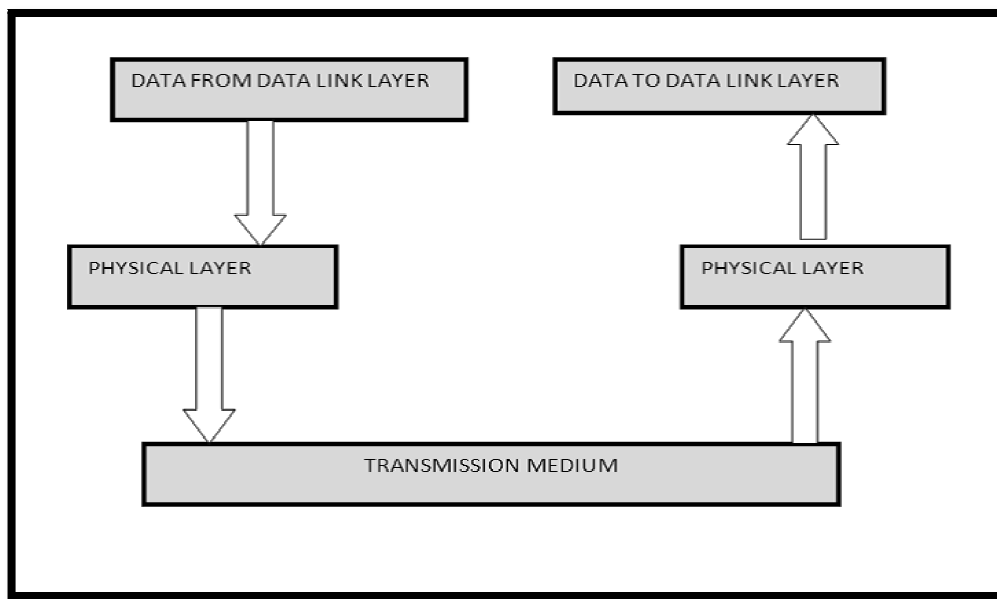 DATA FROM DATA LINK LAYER
DATA TO DATA LINK LAYER
PHYSICAL LAYER
PHYSICAL LAYER
TRANSMISSION MEDIUM